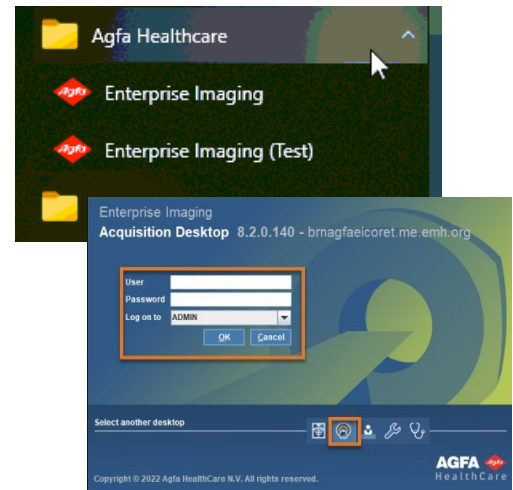 Agfa Healthcare
AGFA Enterprise Imaging
AGFA Enterprise Imaging (Test)
Enterprise Imaging
Acquisition Desktop 8.2.0.140 - brnagfaeicoret.me.emh.org
User
Password
Log on to ADMIN
OK Cancel
Select another desktop
AGFA
HealthCare
Copyright © 2022 Agfa HealthCare N.V. All rights reserved.